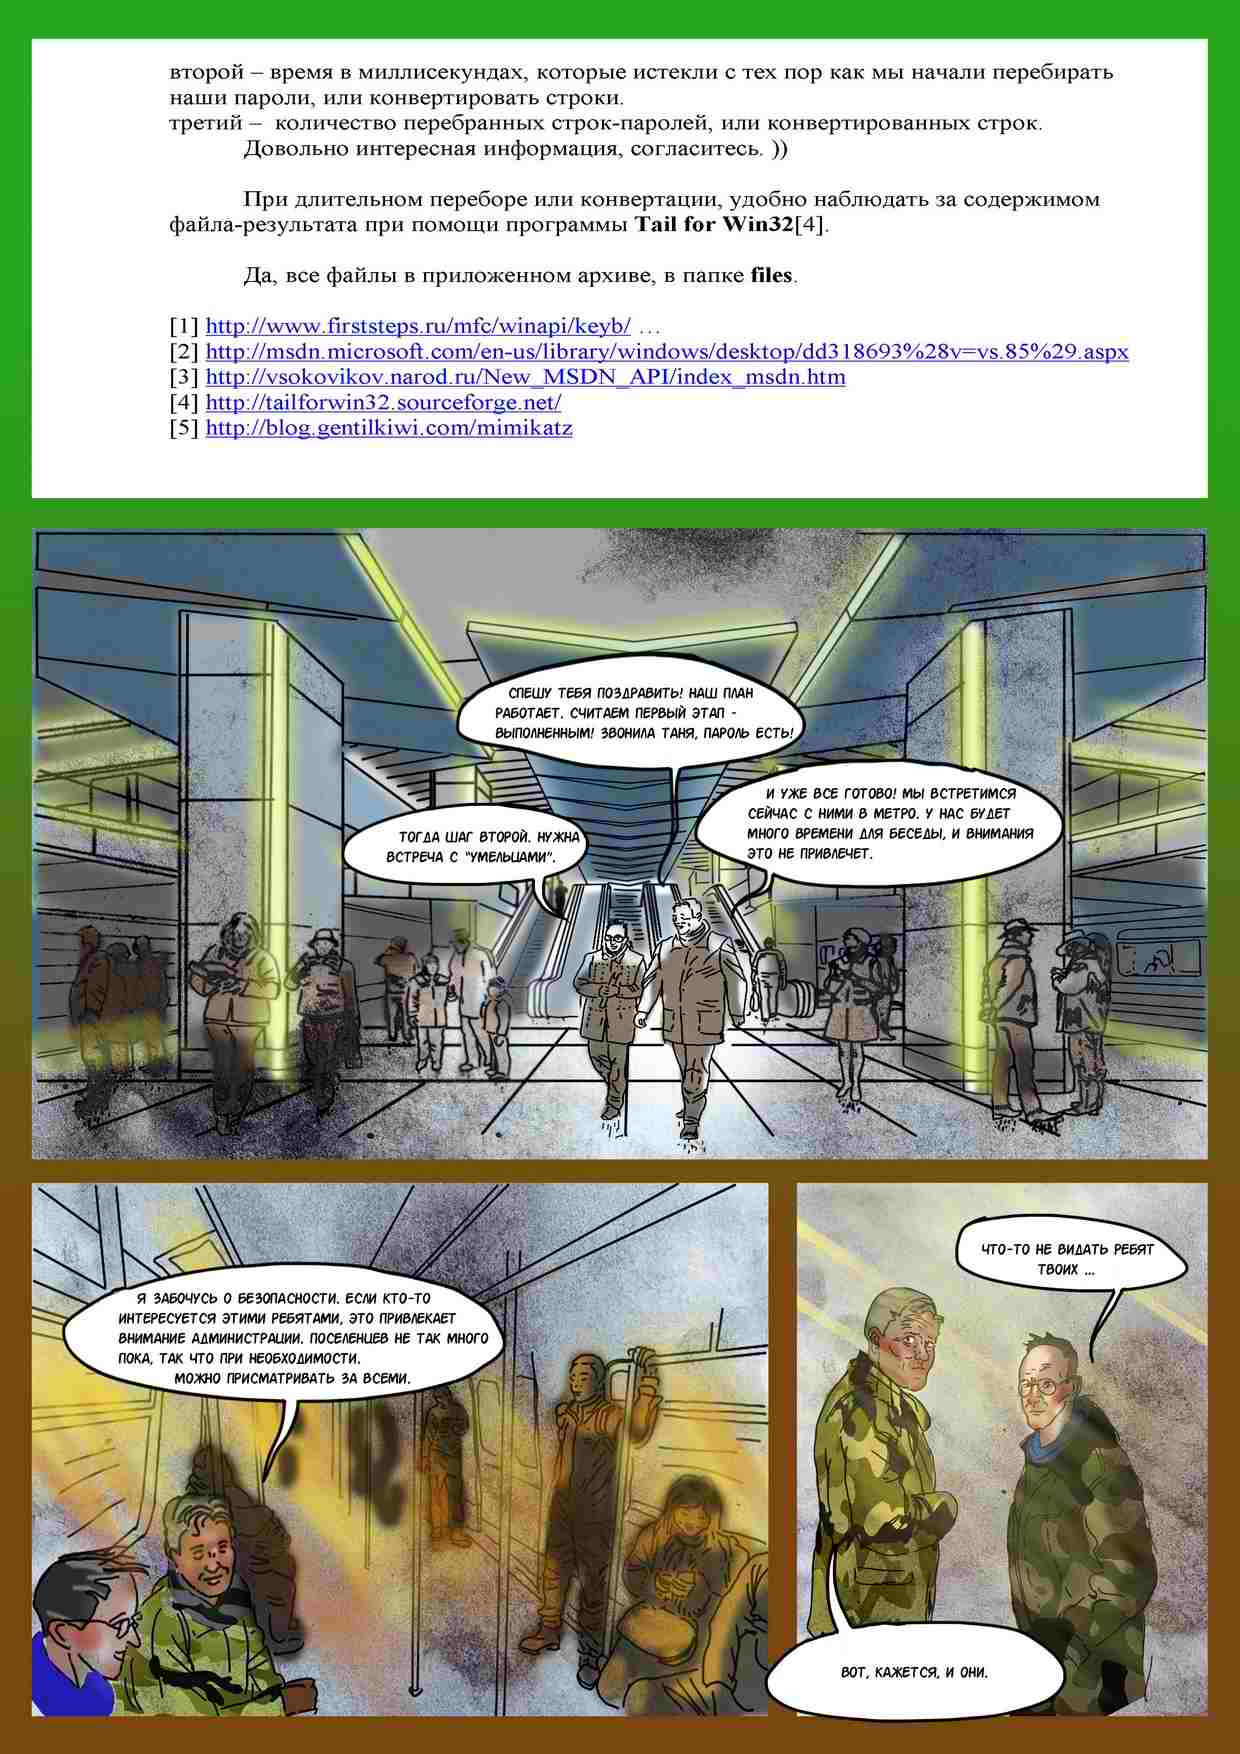 второй – время в миллисекундах, которые истекли с тех пор как мы начали перебирать
наши пароли, или конвертировать строки.
третий –  количество перебранных строк-паролей, или конвертированных строк.
Довольно интересная информация, согласитесь. ))
При длительном переборе или конвертации, удобно наблюдать за содержимом
файла-результата при помощи программы Tail for Win32[4].
Да, все файлы в приложенном архиве, в папке files.
[1] http://www.firststeps.ru/mfc/winapi/keyb/ …
[2] http://msdn.microsoft.com/en-us/library/windows/desktop/dd318693%28v=vs.85%29.aspx
[3] http://vsokovikov.narod.ru/New_MSDN_API/index_msdn.htm
[4] http://tailforwin32.sourceforge.net/
[5] http://blog.gentilkiwi.com/mimikatz
СПЕШУ ТЕБЯ ПОЗДРАВИТЬ! НАШ ПЛАН
РАБОТАЕТ. СЧИТАЕМ ПЕРВЫЙ ЭТАП -
ВЫПОЛНЕННЫМ! ЗВОНИЛА ТАНЯ, ПАРОЛЬ ЕСТЬ!
ТОГДА ШАГ ВТОРОЙ. НУЖНА
ВСТРЕЧА С "УМЕЛЬЦАМИ".
И УЖЕ ВСЕ ГОТОВО! МЫ ВСТРЕТИМСЯ
СЕЙЧАС С НИМИ В МЕТРО. У НАС БУДЕТ
МНОГО ВРЕМЕНИ ДЛЯ БЕСЕДЫ, И ВНИМАНИЯ
ЭТО НЕ ПРИВЛЕЧЕТ.
Я ЗАБОЧУСЬ О БЕЗОПАСНОСТИ. ЕСЛИ КТО-ТО
ИНТЕРЕСУЕТСЯ ЭТИМИ РЕБЯТАМИ, ЭТО ПРИВЛЕКАЕТ
ВНИМАНИЕ АДМИНИСТРАЦИИ. ПОСЕЛЕНЦЕВ НЕ ТАК МНОГО
ПОКА, ТАК ЧТО ПРИ НЕОБХОДИМОСТИ.
МОЖНО ПРИСМАТРИВАТЬ ЗА ВСЕМИ.
ЧТО-ТО НЕ ВИДАТЬ РЕБЯТ
ТВОИХ ...
ВОТ, КАЖЕТСЯ, И ОНИ.